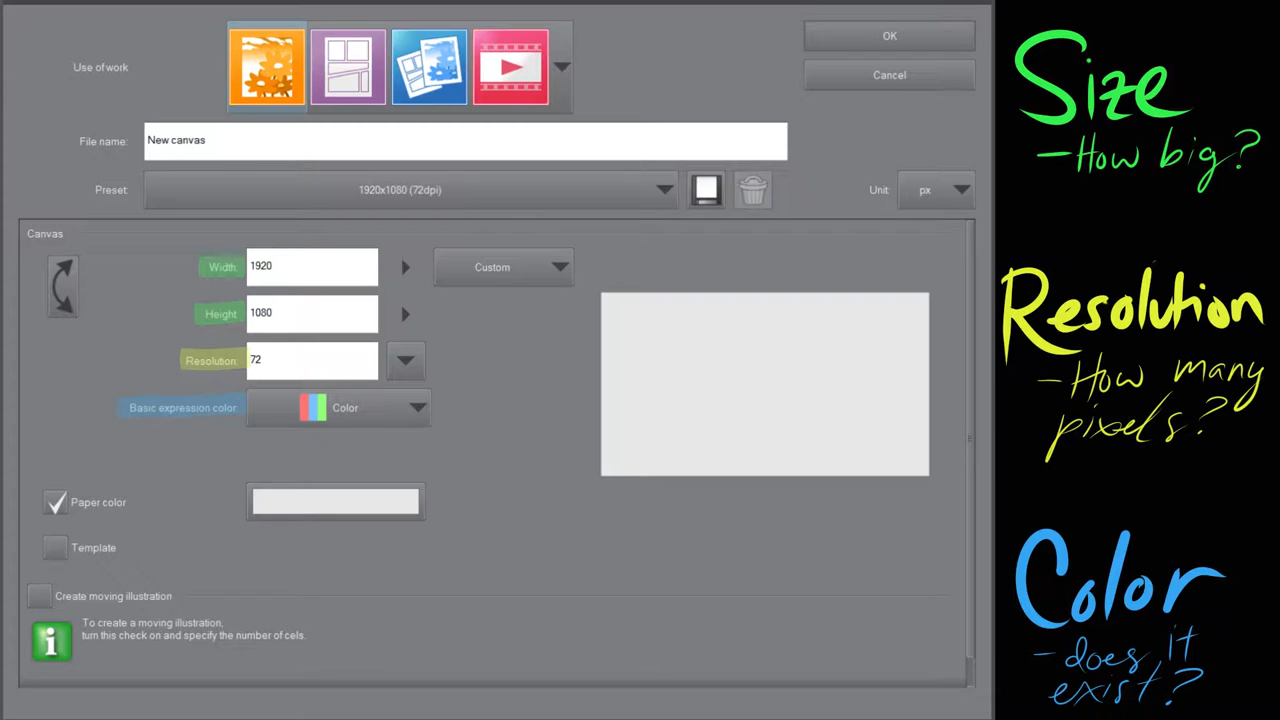 Use of work
OK
Cancel
File name:
New canvas
Preset:
1920x1080 (72dpi)
Unit:
px
Canvas
Width:
1920
Custom
Height:
1080
Resolution:
72
Basic expression color:
Color
Paper color
Template
Create moving illustration
To create a moving illustration,
turn this check on and specify the number of cels.
Size
-How big?
Resolution
-How many
pixels?
Color
-does it
exist?